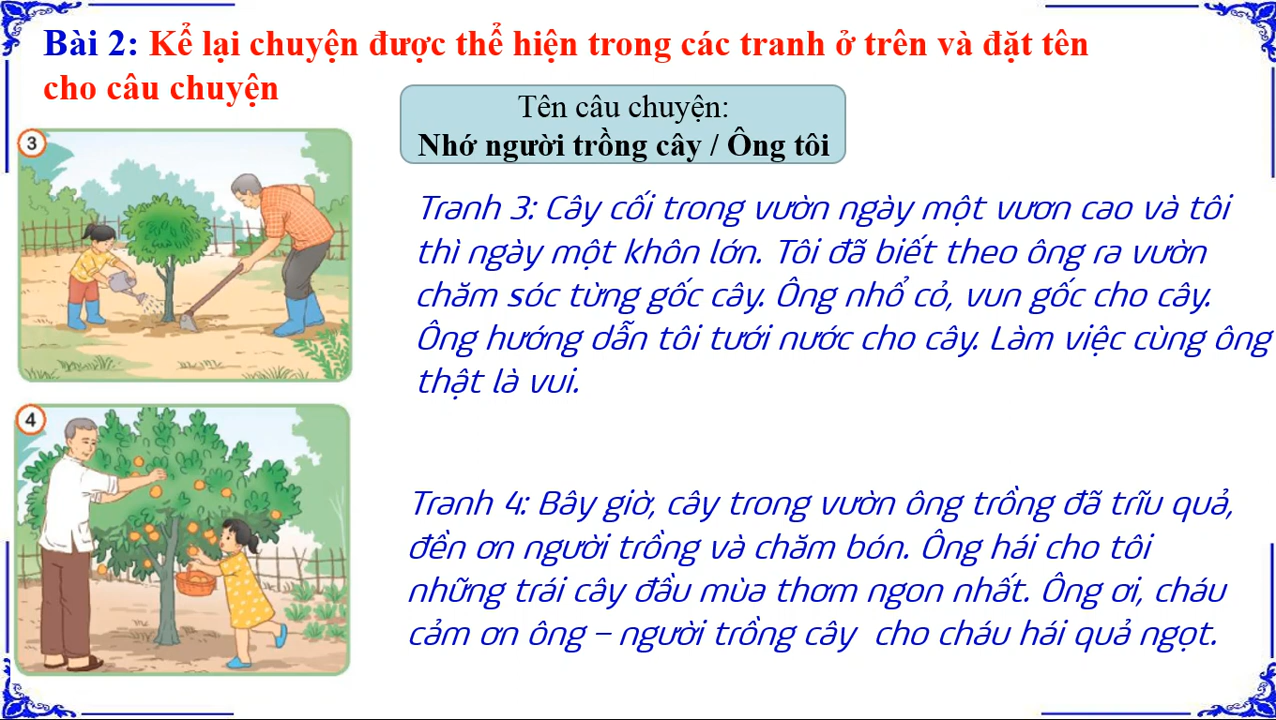 Bài 2: Kể lại chuyện được thể hiện trong các tranh ở trên và đặt tên
cho câu chuyện
Tên câu chuyện:
Nhớ người trồng cây / Ông tôi
3
Tranh 3: Cây cối trong vườn ngày một vươn cao và tôi
thì ngày một khôn lớn. Tôi đã biết theo ông ra vườn
chăm sóc từng gốc cây. Ông nhổ cỏ, vun gốc cho cây.
Ông hướng dẫn tôi tưới nước cho cây. Làm việc cùng ông
thật là vui.
4
Tranh 4: Bây giờ, cây trong vườn ông trồng đã trĩu quả,
đền ơn người trồng và chăm bón. Ông hái cho tôi
những trái cây đầu mùa thơm ngon nhất. Ông ơi, cháu
cảm ơn ông – người trồng cây cho cháu hái quả ngọt.